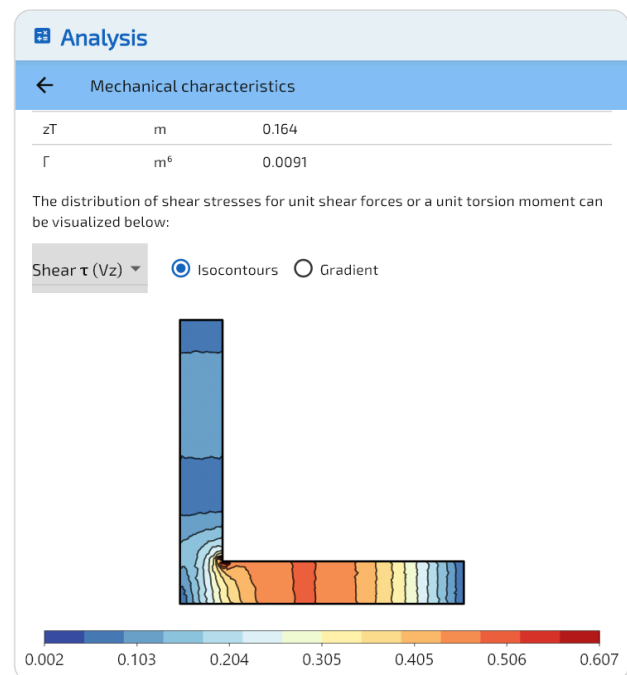 Analysis
Mechanical characteristics
zT m 0.164
Γ m⁶ 0.0091
The distribution of shear stresses for unit shear forces or a unit torsion moment can
be visualized below:
Shear τ (Vz) Isocontours Gradient
0.002 0.103 0.204 0.305 0.405 0.506 0.607